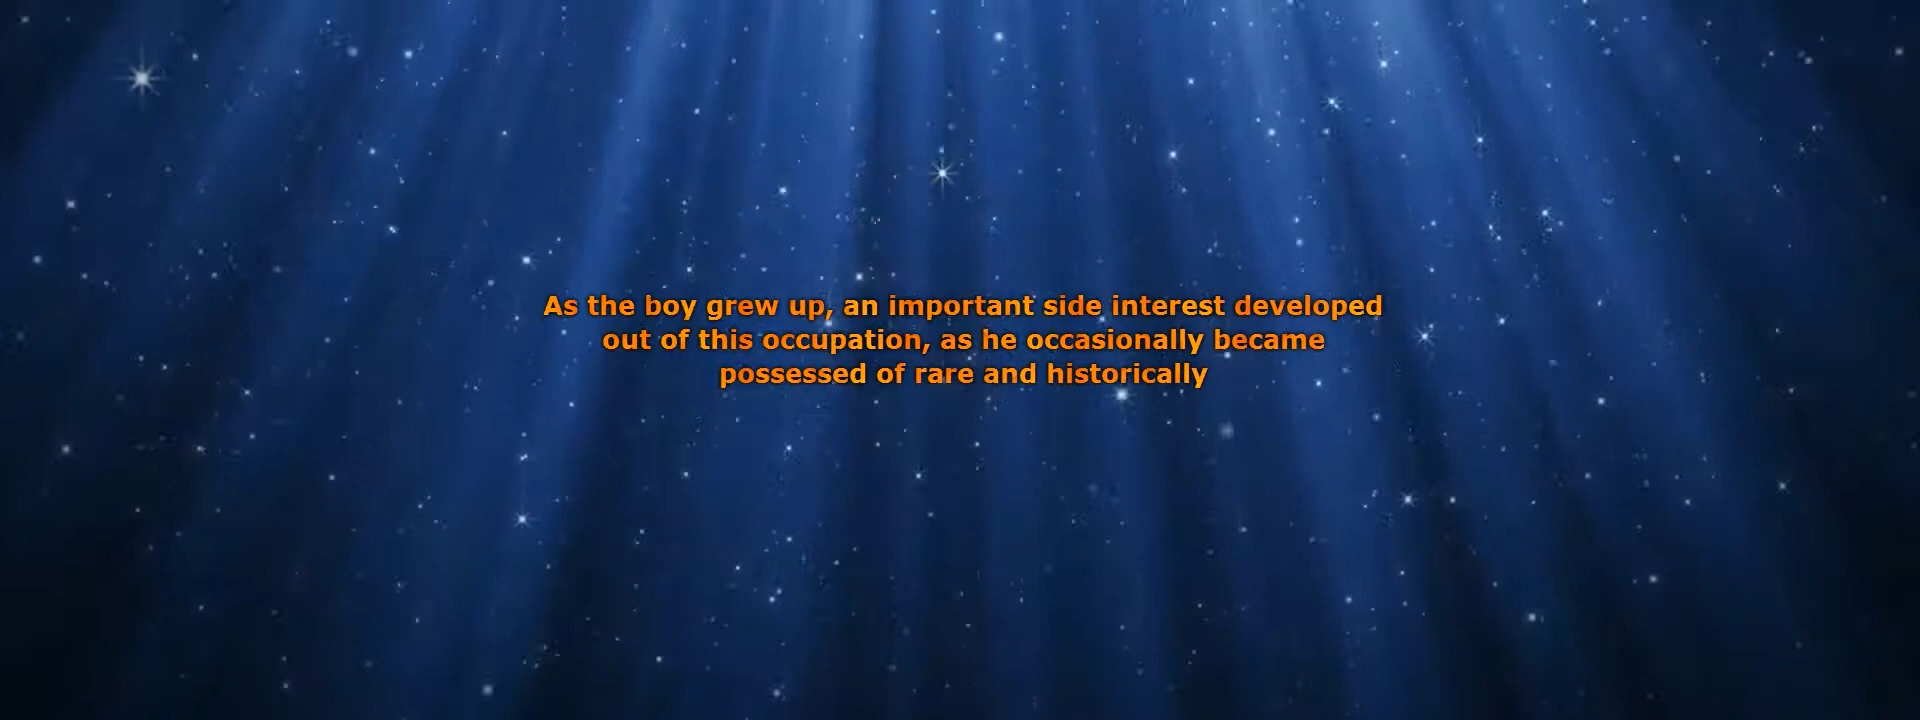 As the boy grew up, an important side interest developed
out of this occupation, as he occasionally became
possessed of rare and historically